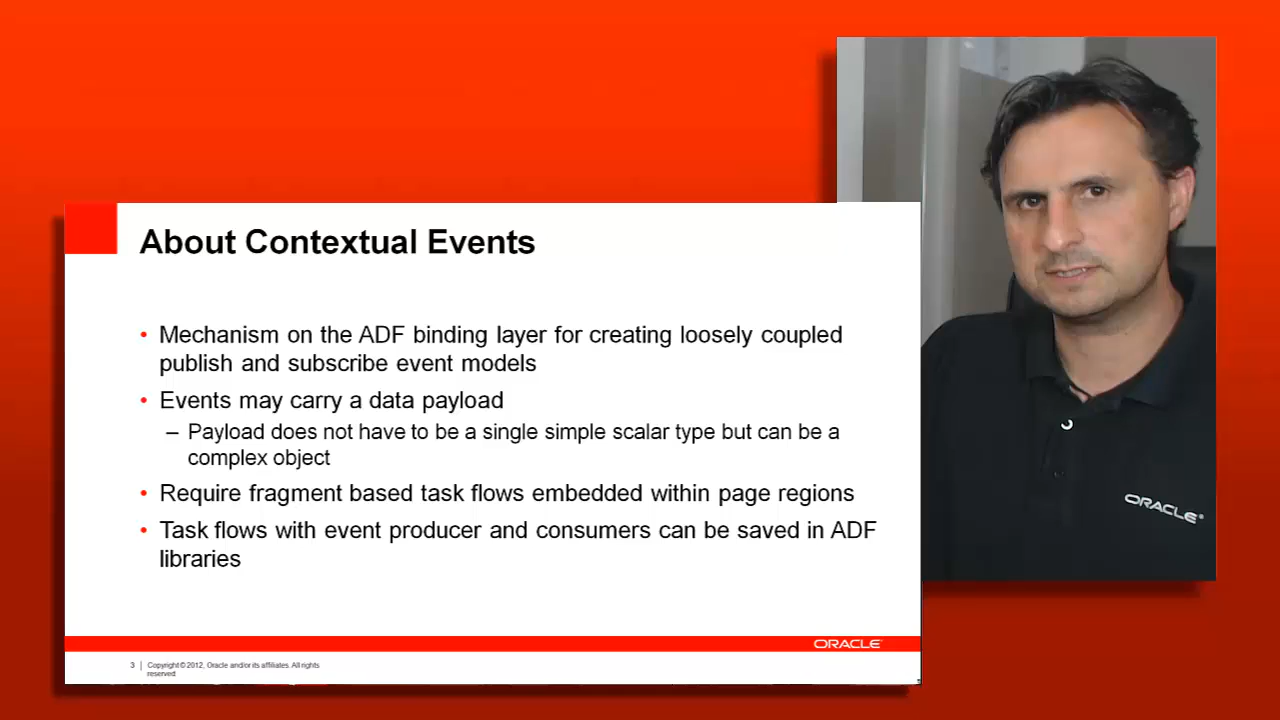 About Contextual Events
• Mechanism on the ADF binding layer for creating loosely coupled
publish and subscribe event models
• Events may carry a data payload
– Payload does not have to be a single simple scalar type but can be a
complex object
• Require fragment based task flows embedded within page regions
• Task flows with event producer and consumers can be saved in ADF
libraries
ORACLE
3 | Copyright © 2012, Oracle and/or its affiliates. All rights
reserved
ORACLE®